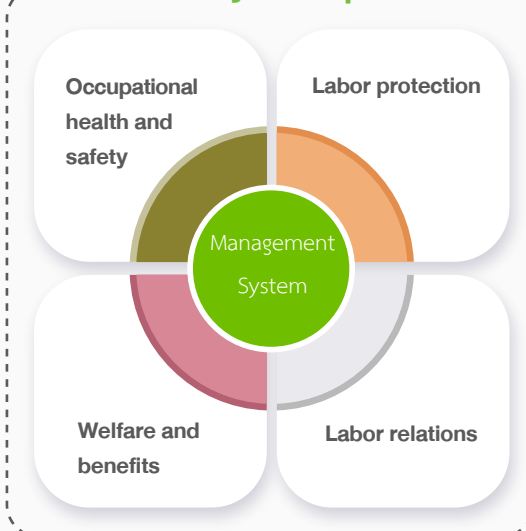 Occupational
health and
safety
Labor protection
Management
System
Welfare and
benefits
Labor relations